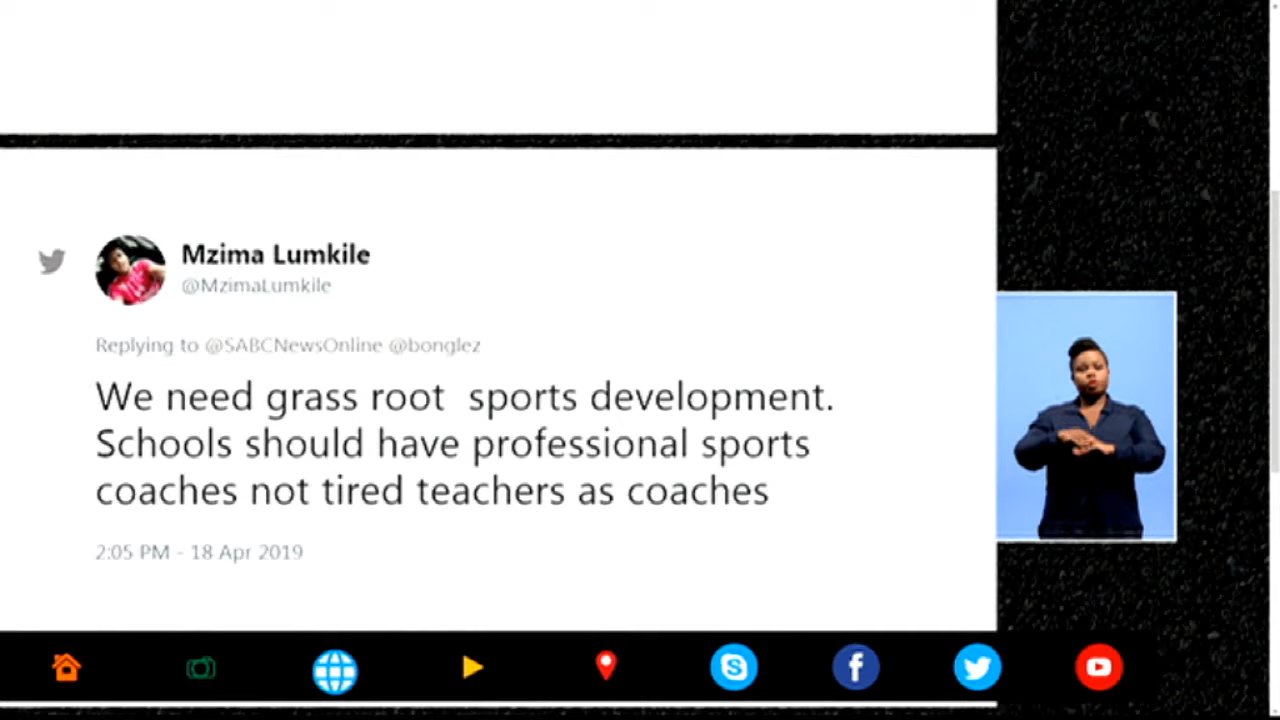 Mzima Lumkile
@MzimaLumkile
Replying to @SABCNewsOnline @bonglez
We need grass root  sports development.
Schools should have professional sports
coaches not tired teachers as coaches
2:05 PM - 18 Apr 2019